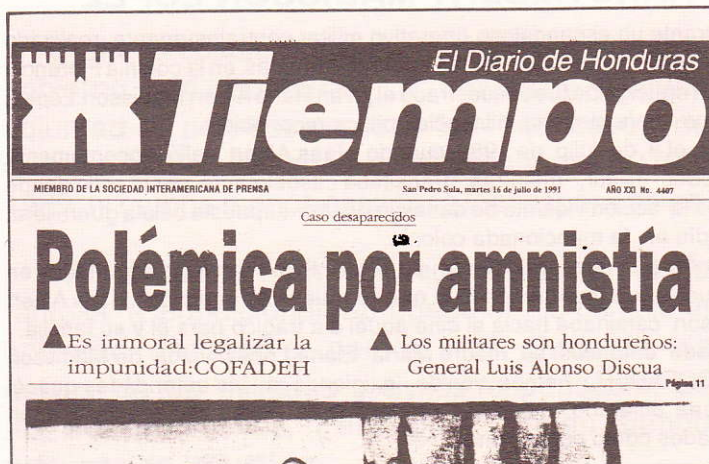 El Diario de Honduras
Tiempo
MIEMBRO DE LA SOCIEDAD INTERAMERICANA DE PRENSA
San Pedro Sula, martes 16 de julio de 1991
AÑO XXI No. 4407
Caso desaparecidos
Polémica por amnistía
Es inmoral legalizar la
impunidad:COFADEH
Los militares son hondureños:
General Luis Alonso Discua
Página 11